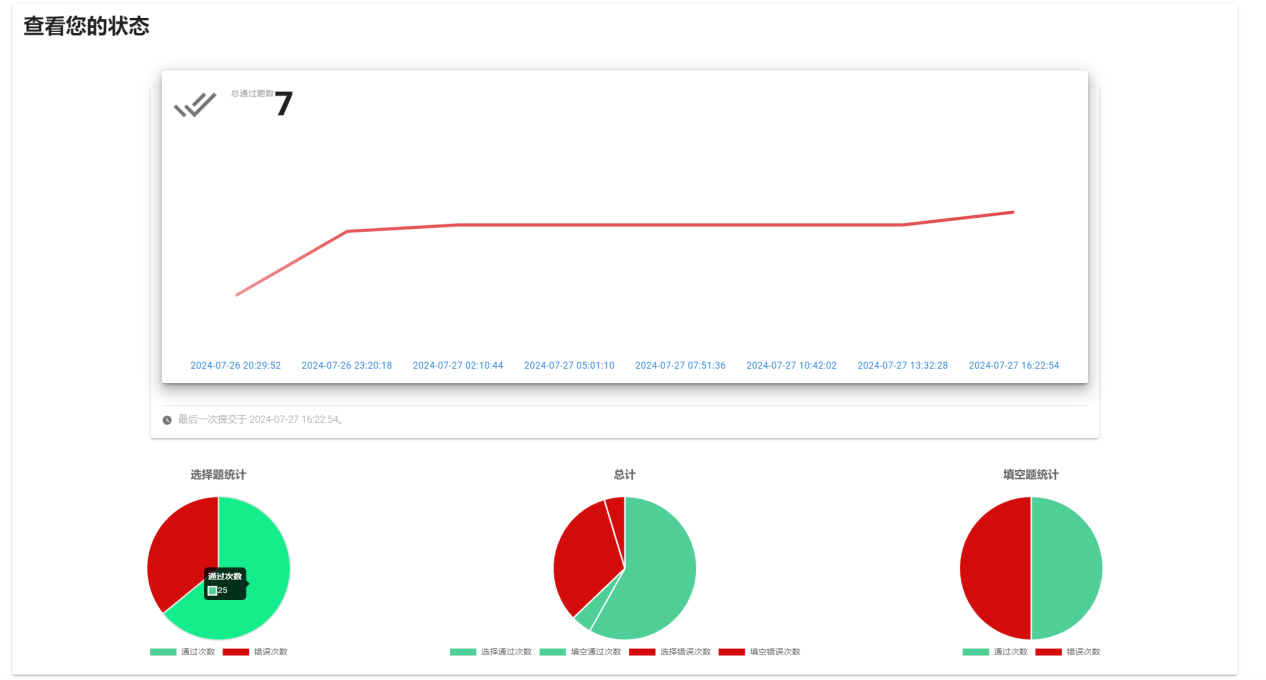 查看您的状态
总通过题数7
2024-07-26 20:29:52
2024-07-26 23:20:18
2024-07-27 02:10:44
2024-07-27 05:01:10
2024-07-27 07:51:36
2024-07-27 10:42:02
2024-07-27 13:32:28
2024-07-27 16:22:54
最后一次提交于 2024-07-27 16:22:54。
选择题统计
通过次数
25
通过次数 错误次数
总计
选择通过次数 填空通过次数 选择错误次数 填空错误次数
填空题统计
通过次数 错误次数